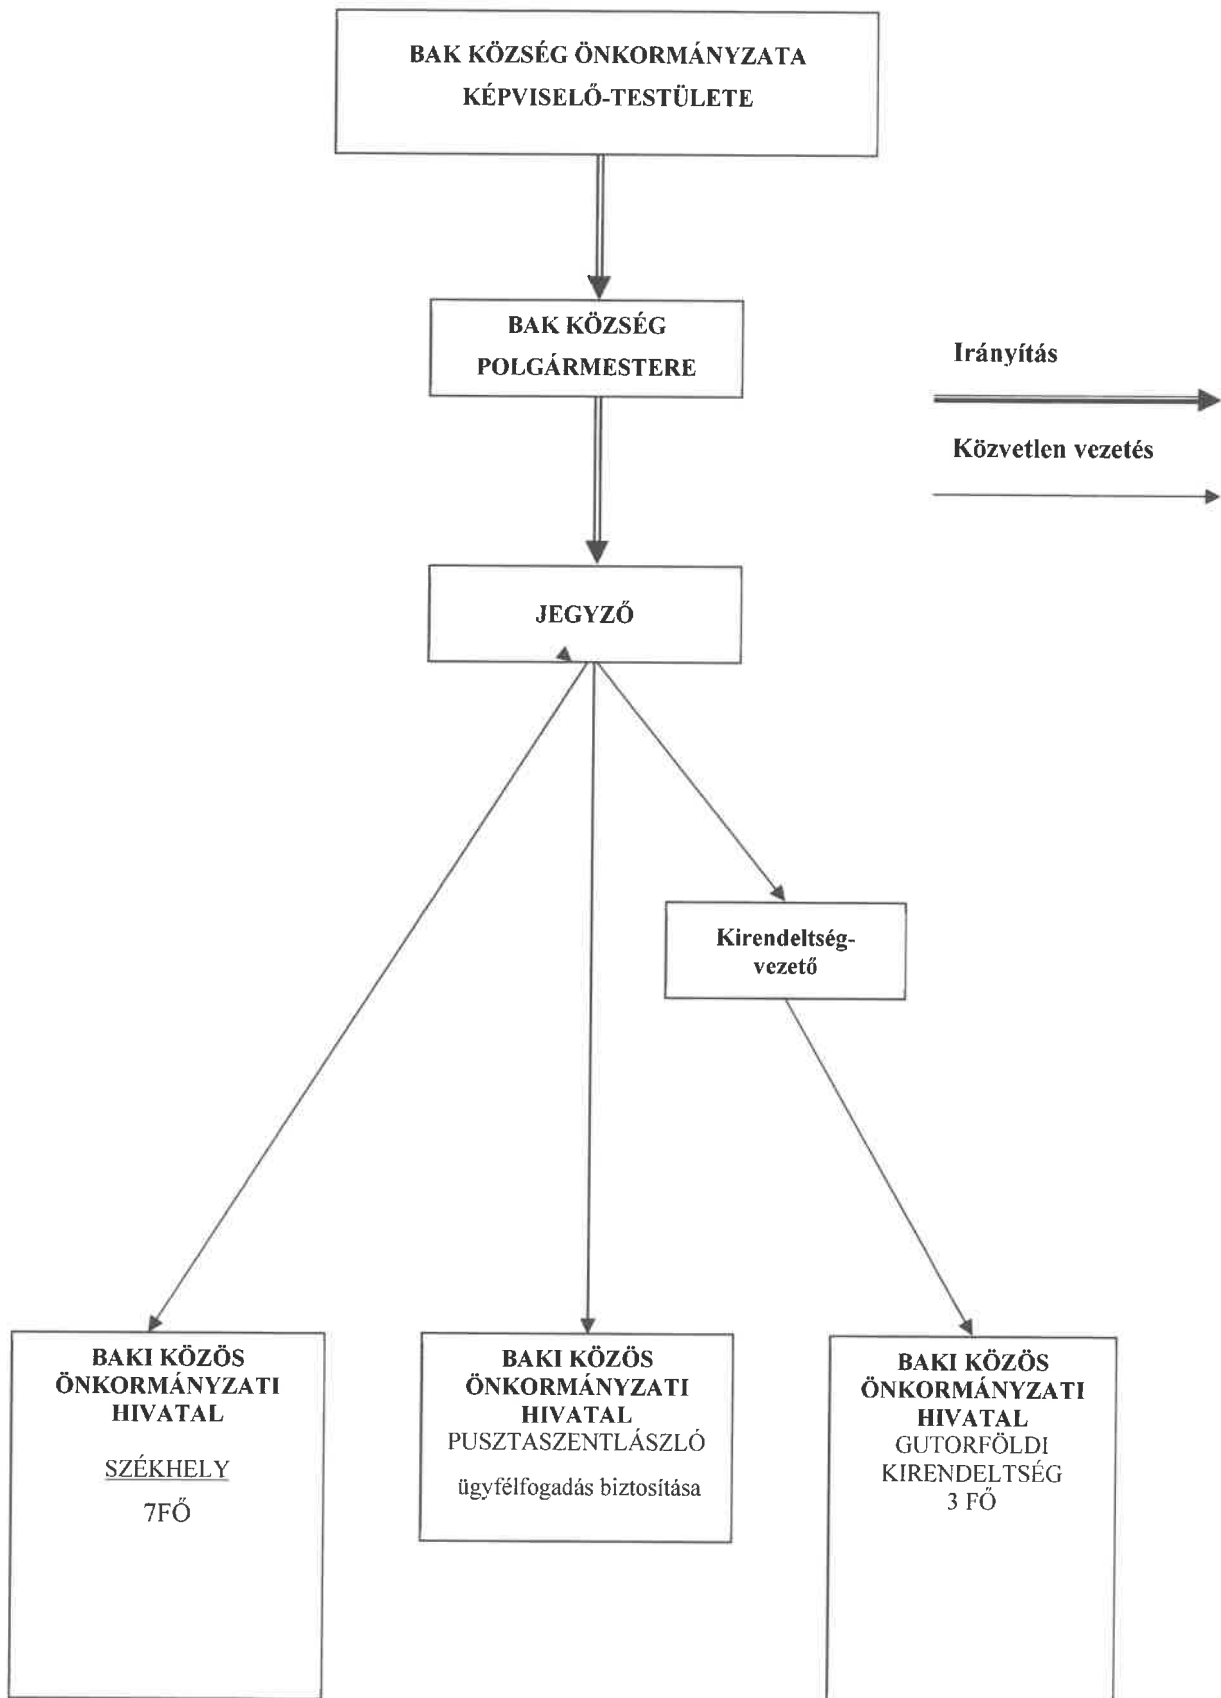 BAK KÖZSÉG ÖNKORMÁNYZATA
KÉPVISELŐ-TESTÜLETE
BAK KÖZSÉG
POLGÁRMESTERE
Irányítás
Közvetlen vezetés
JEGYZŐ
Kirendeltség-
vezető
BAKI KÖZÖS
ÖNKORMÁNYZATI
HIVATAL
SZÉKHELY
7FŐ
BAKI KÖZÖS
ÖNKORMÁNYZATI
HIVATAL
PUSZTASZENTLÁSZLÓ
ügyfélfogadás biztosítása
BAKI KÖZÖS
ÖNKORMÁNYZATI
HIVATAL
GUTORFÖLDI
KIRENDELTSÉG
3 FŐ